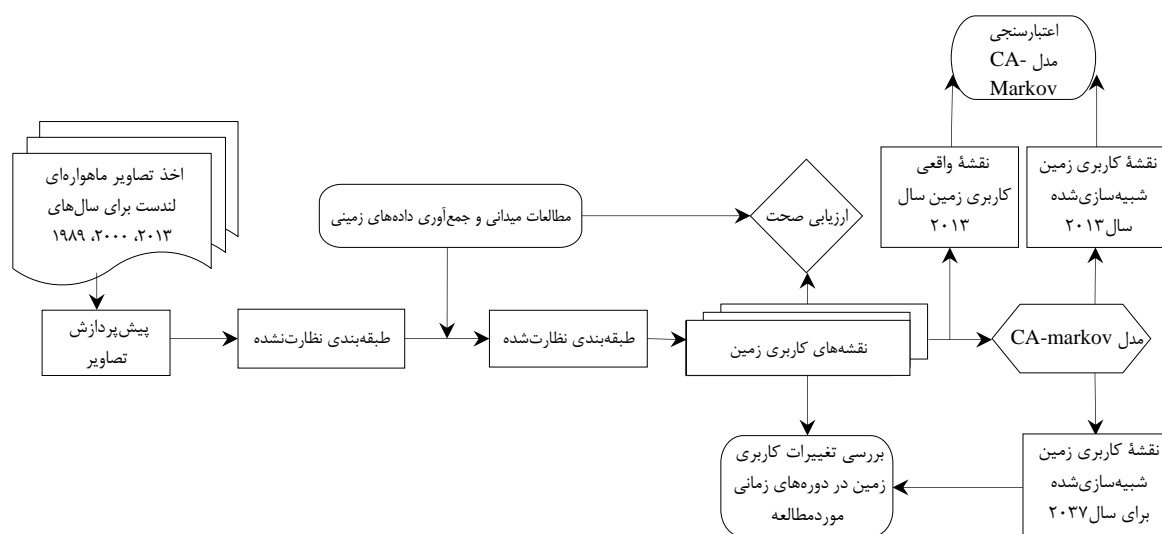 اعتبارسنجی
مدل CA-
Markov
اخذ تصاویر ماهواره‌ای
لندست برای سال‌های
۲۰۱۳، ۲۰۰۰، ۱۹۸۹
مطالعات میدانی و جمع‌آوری داده‌های زمینی
ارزیابی صحت
نقشهٔ واقعی
کاربری زمین سال
۲۰۱۳
نقشهٔ کاربری زمین
شبیه‌سازی‌شده
سال۲۰۱۳
پیش‌پردازش
تصاویر
طبقه‌بندی نظارت‌نشده
طبقه‌بندی نظارت‌شده
نقشه‌های کاربری زمین
مدل CA-markov
بررسی تغییرات کاربری
زمین در دوره‌های زمانی
موردمطالعه
نقشهٔ کاربری زمین
شبیه‌سازی‌شده
برای سال۲۰۳۷